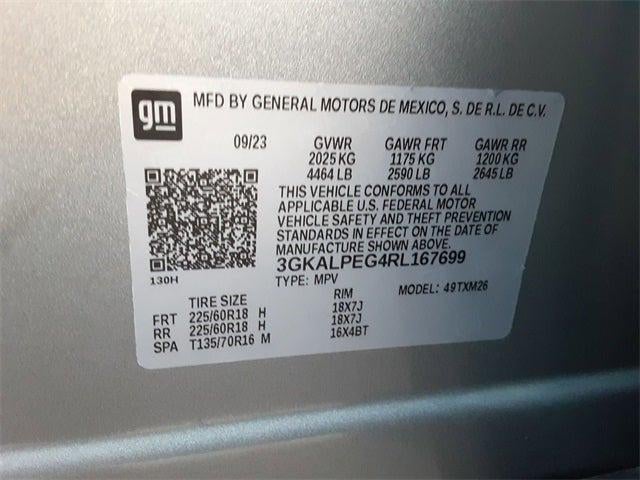 gm
MFD BY GENERAL MOTORS DE MEXICO, S. DE R.L. DE C.V.
09/23 GVWR GAWR FRT GAWR RR
2025 KG 1175 KG 1200 KG
4464 LB 2590 LB 2645 LB
THIS VEHICLE CONFORMS TO ALL
APPLICABLE U.S. FEDERAL MOTOR
VEHICLE SAFETY AND THEFT PREVENTION
STANDARDS IN EFFECT ON THE DATE OF
MANUFACTURE SHOWN ABOVE.
3GKALPEG4RL167699
130H
TYPE: MPV MODEL: 49TXM26
TIRE SIZE RIM
FRT 225/60R18 H 18X7J
RR 225/60R18 H 18X7J
SPA T135/70R16 M 16X4BT